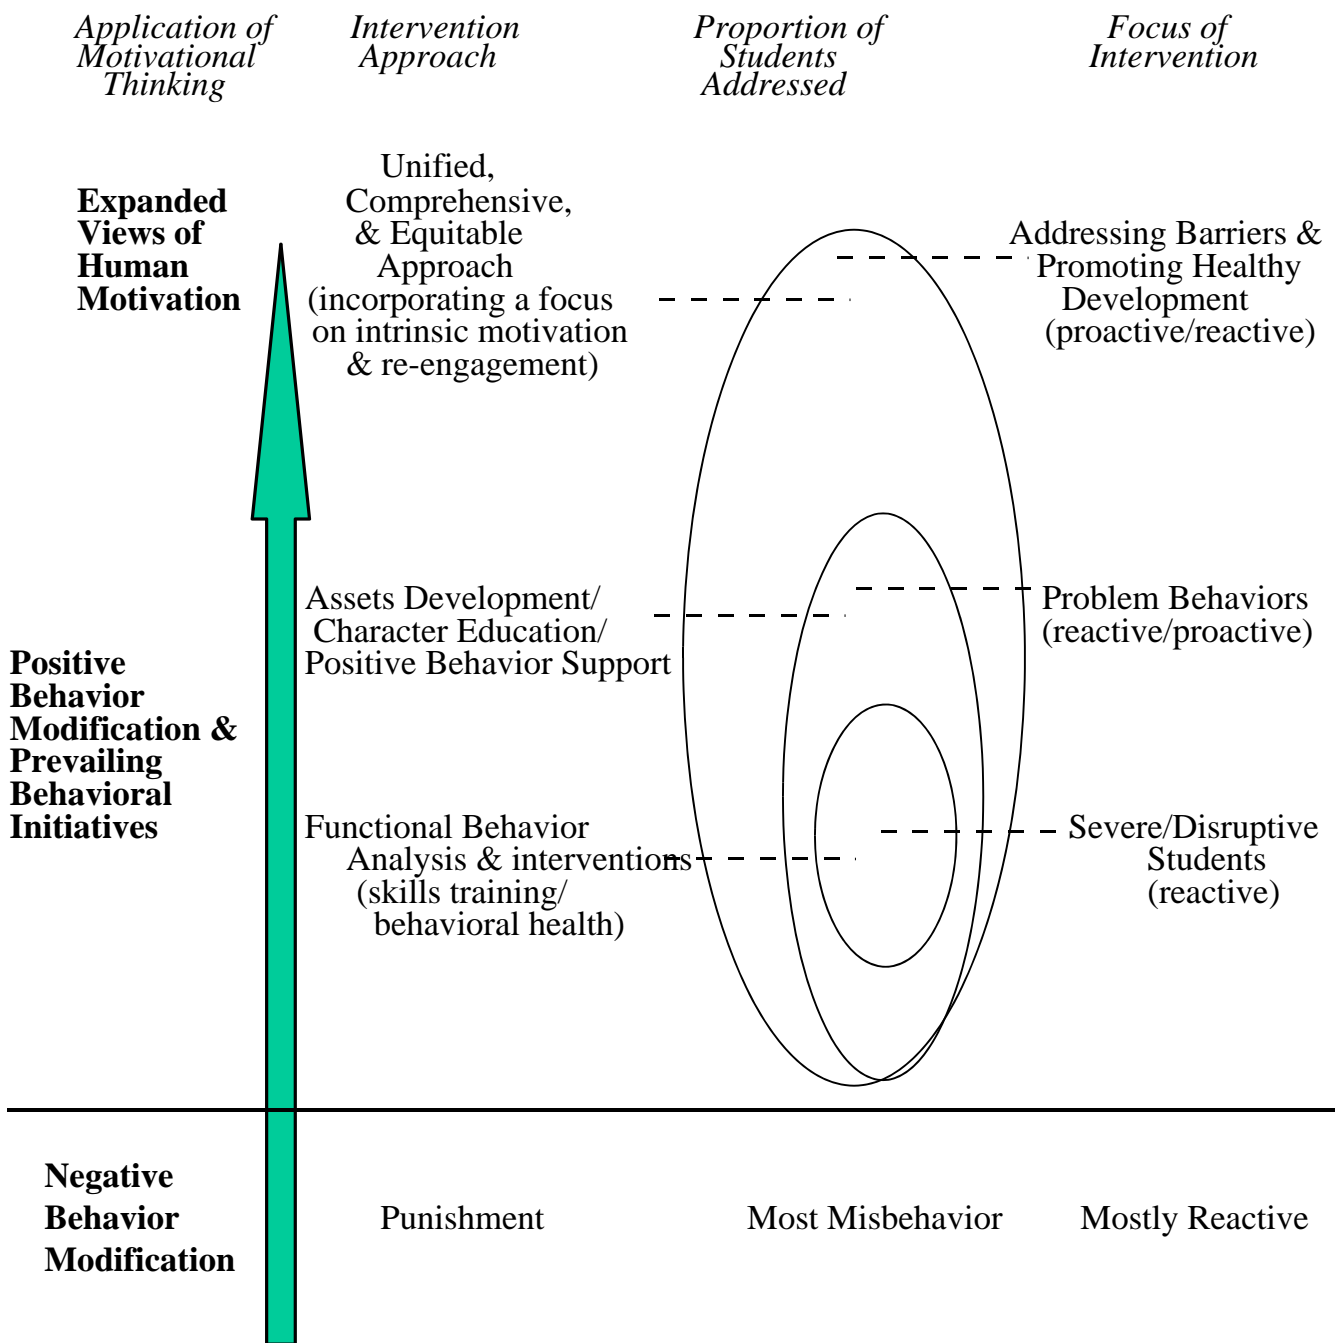 Application of
Motivational
Thinking
Intervention
Approach
Proportion of
Students
Addressed
Focus of
Intervention
Expanded
Views of
Human
Motivation
Unified,
Comprehensive,
& Equitable
Approach
(incorporating a focus
on intrinsic motivation
& re-engagement)
Addressing Barriers &
Promoting Healthy
Development
(proactive/reactive)
Positive
Behavior
Modification &
Prevailing
Behavioral
Initiatives
Assets Development/
Character Education/
Positive Behavior Support
Problem Behaviors
(reactive/proactive)
Functional Behavior
Analysis & interventions
(skills training/
behavioral health)
Severe/Disruptive
Students
(reactive)
Negative
Behavior
Modification
Punishment
Most Misbehavior
Mostly Reactive